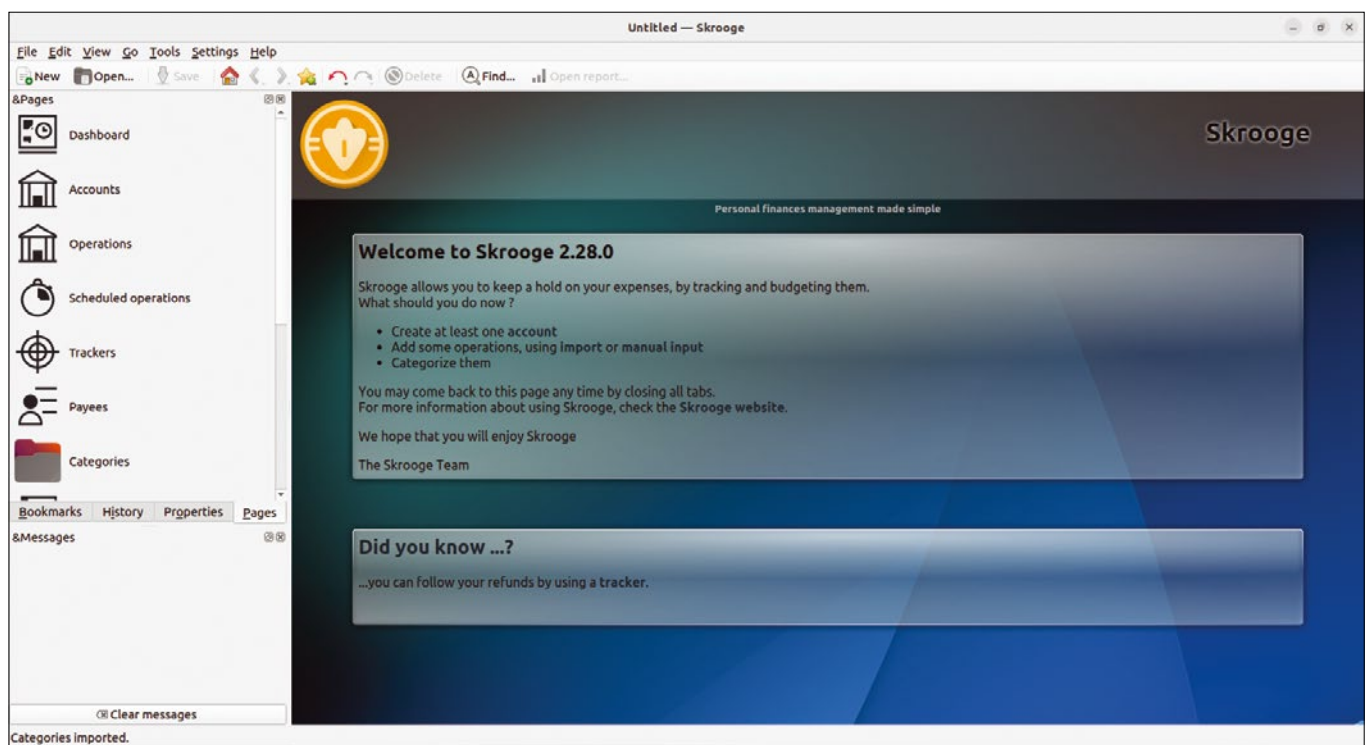 Untitled — Skrooge
File Edit View Go Tools Settings Help
New Open... Save Delete Find... Open report...
&Pages
Dashboard
Accounts
Operations
Scheduled operations
Trackers
Payees
Categories
Bookmarks History Properties Pages
&Messages
Clear messages
Categories imported.
Skrooge
Personal finances management made simple
Welcome to Skrooge 2.28.0
Skrooge allows you to keep a hold on your expenses, by tracking and budgeting them.
What should you do now ?
• Create at least one account
• Add some operations, using import or manual input
• Categorize them
You may come back to this page any time by closing all tabs.
For more information about using Skrooge, check the Skrooge website.
We hope that you will enjoy Skrooge
The Skrooge Team
Did you know ...?
...you can follow your refunds by using a tracker.